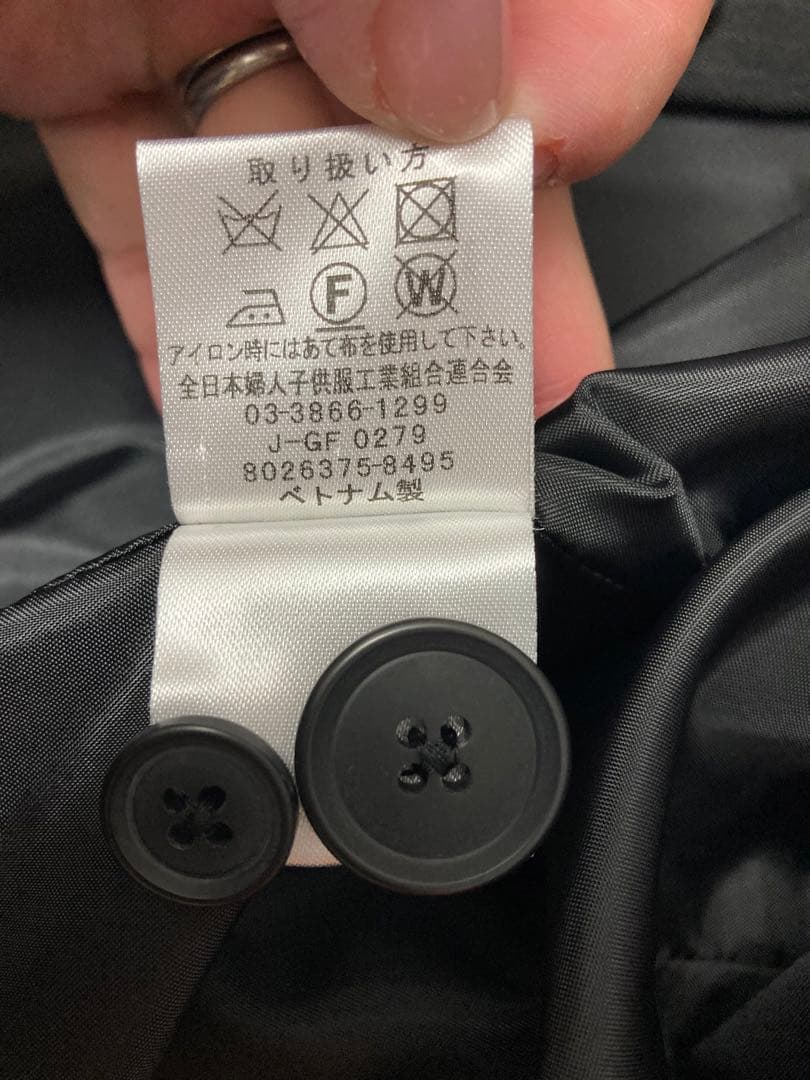 取り扱い方
F W
アイロン時にはあて布を使用して下さい。
全日本婦人子供服工業組合連合会
03-3866-1299
J-GF 0279
8026375-8495
ベトナム製